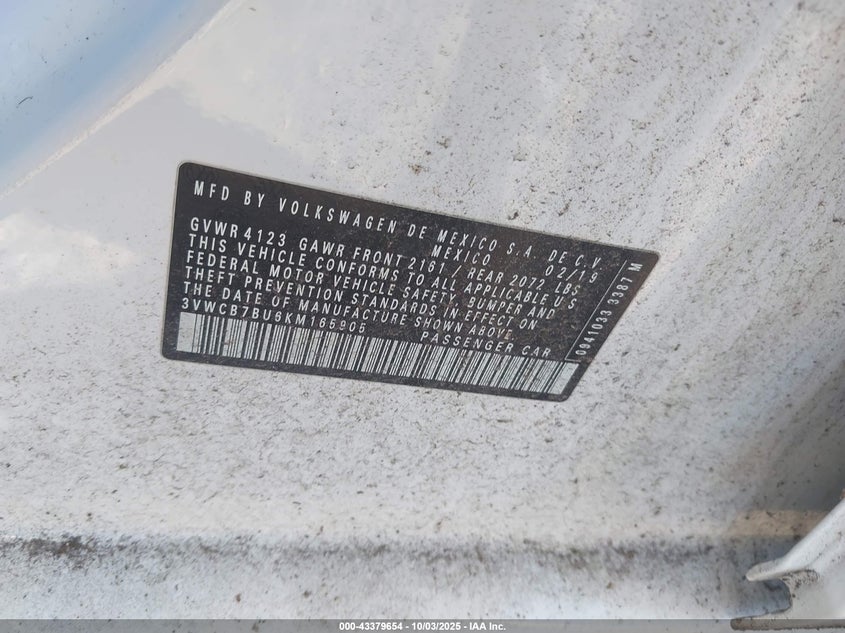 MFD BY VOLKSWAGEN DE MEXICO S.A. DE C.V.
MEXICO 02/19
GVWR 4123 GAWR FRONT 2161 / REAR 2072 LBS
THIS VEHICLE CONFORMS TO ALL APPLICABLE U S
FEDERAL MOTOR VEHICLE SAFETY, BUMPER AND
THEFT PREVENTION STANDARDS IN EFFECT ON
THE DATE OF MANUFACTURE SHOWN ABOVE.
3VWCB7BU6KM165905 PASSENGER CAR
0941033 3387 M
000-43379654 - 10/03/2025 - IAA Inc.